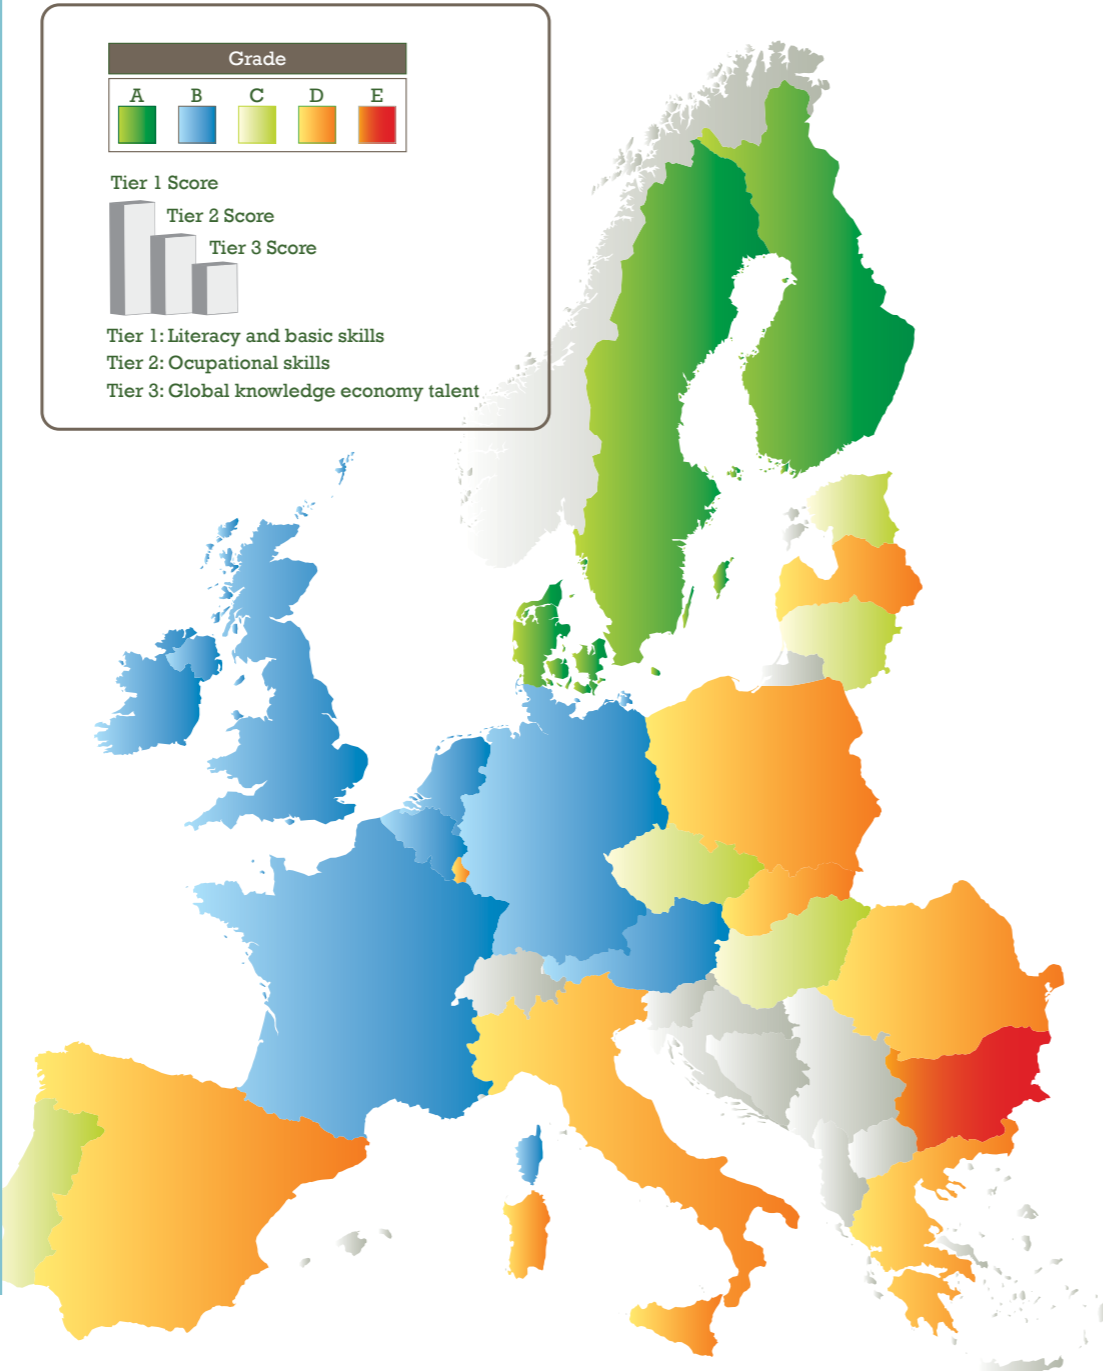 Grade
A B C D E
Tier 1 Score
Tier 2 Score
Tier 3 Score
Tier 1: Literacy and basic skills
Tier 2: Ocupational skills
Tier 3: Global knowledge economy talent